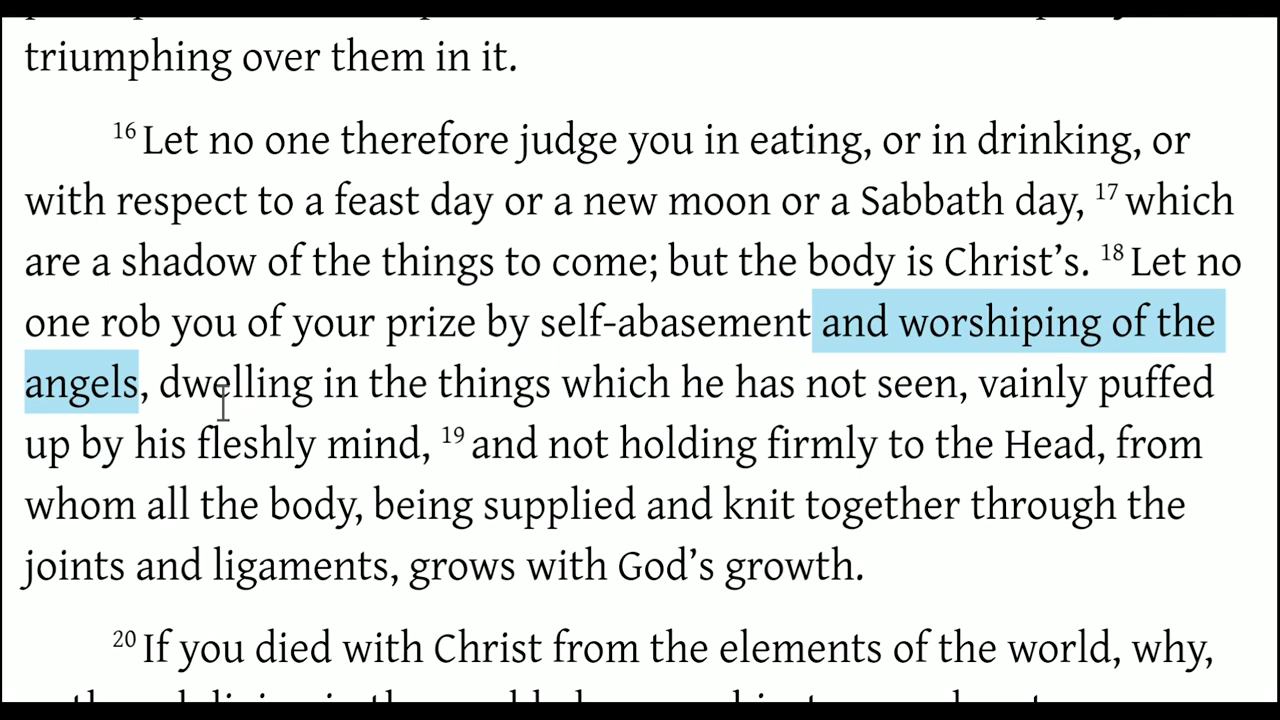 triumphing over them in it.
16 Let no one therefore judge you in eating, or in drinking, or
with respect to a feast day or a new moon or a Sabbath day, 17 which
are a shadow of the things to come; but the body is Christ’s. 18 Let no
one rob you of your prize by self-abasement and worshiping of the
angels, dwelling in the things which he has not seen, vainly puffed
up by his fleshly mind, 19 and not holding firmly to the Head, from
whom all the body, being supplied and knit together through the
joints and ligaments, grows with God’s growth.
20 If you died with Christ from the elements of the world, why,